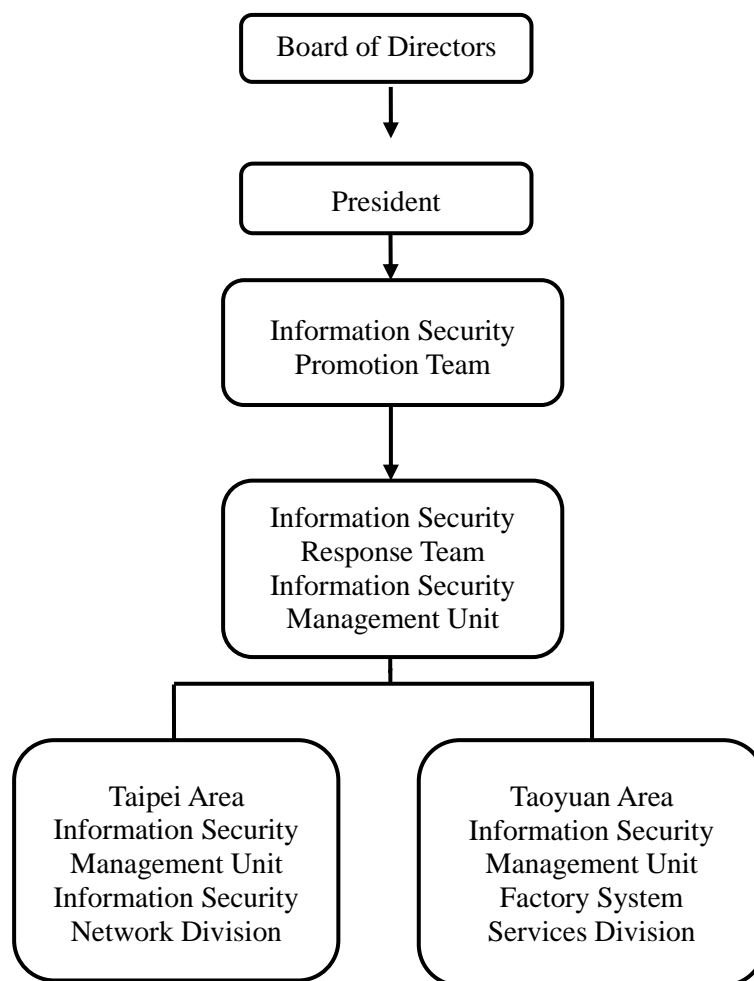 Board of Directors
President
Information Security
Promotion Team
Information Security
Response Team
Information Security
Management Unit
Taipei Area
Information Security
Management Unit
Information Security
Network Division
Taoyuan Area
Information Security
Management Unit
Factory System
Services Division